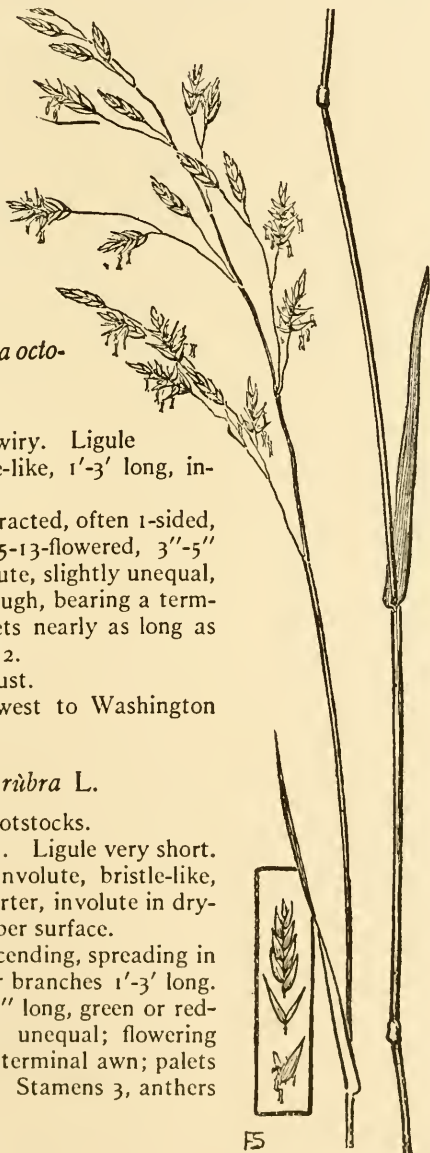 a octo-
wiry. Ligule
e-like, 1′-3′ long, in-
racted, often 1-sided,
5-13-flowered, 3″-5″
ute, slightly unequal,
ugh, bearing a term-
ets nearly as long as
2.
ust.
west to Washington
rùbra L.
otstocks.
. Ligule very short.
nvolute, bristle-like,
rter, involute in dry-
per surface.
cending, spreading in
r branches 1′-3′ long.
″ long, green or red-
unequal; flowering
terminal awn; palets
Stamens 3, anthers
FS